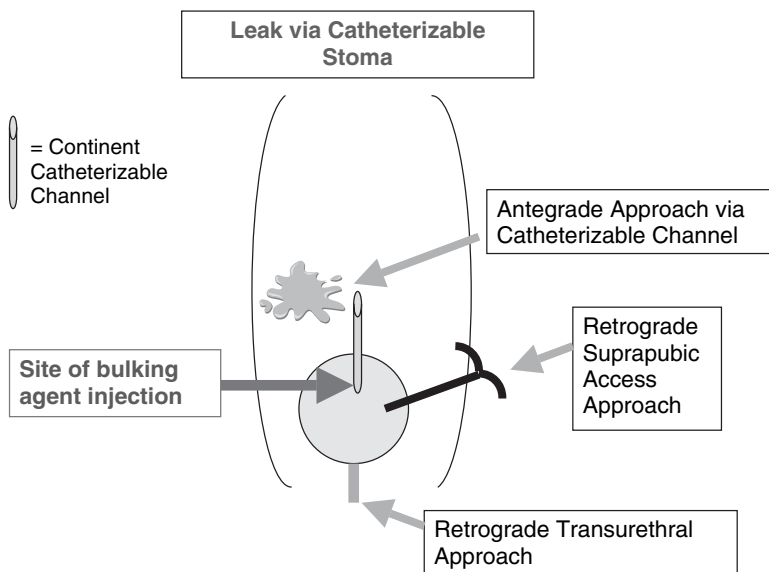 Leak via Catheterizable
Stoma
= Continent
Catheterizable
Channel
Antegrade Approach via
Catheterizable Channel
Retrograde
Suprapubic
Access
Approach
Site of bulking
agent injection
Retrograde Transurethral
Approach